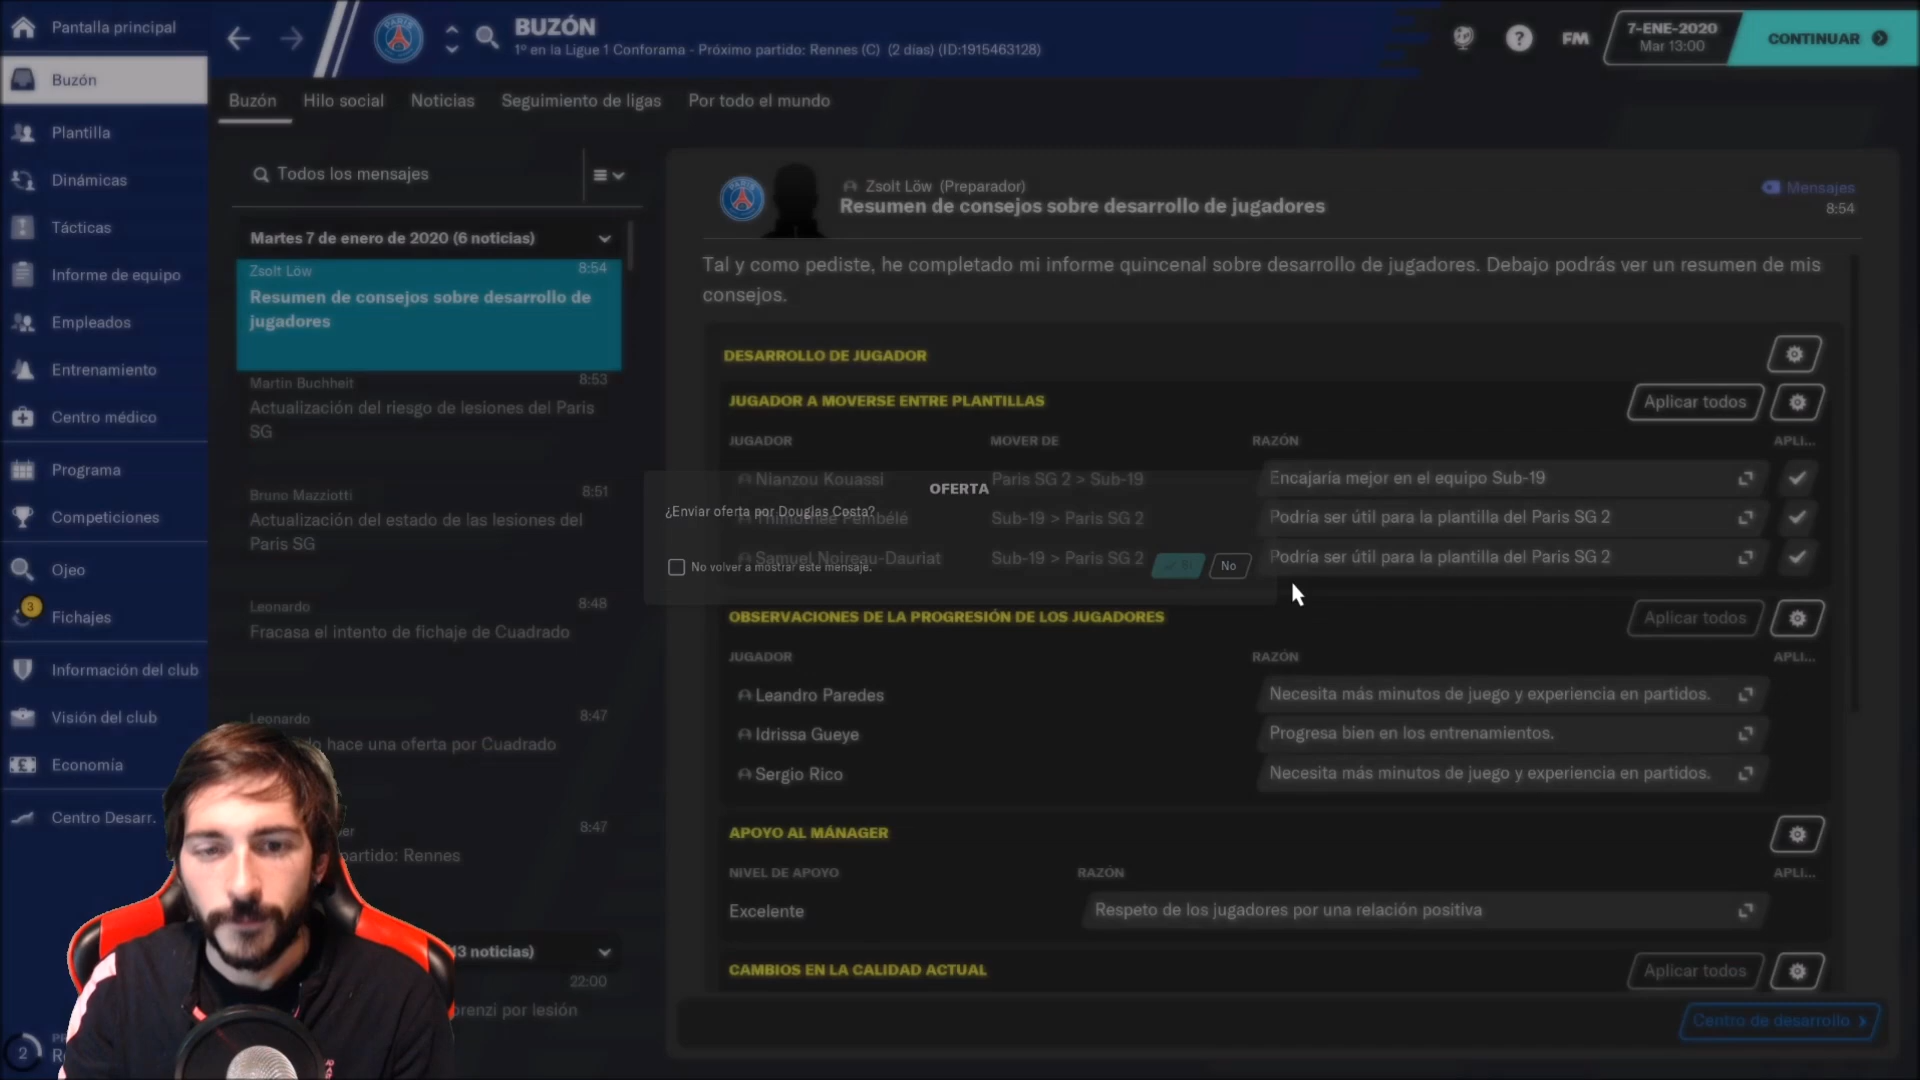 Pantalla principal
Buzón
Plantilla
Dinámicas
Tácticas
Informe de equipo
Empleados
Entrenamiento
Centro médico
Programa
Competiciones
Ojeo
3
Fichajes
Información del club
Visión del club
Economía
Centro Desarr.
2
BUZÓN
1º en la Ligue 1 Conforama - Próximo partido: Rennes (C) (2 días) (ID:1915463128)
?
FM
7-ENE-2020
Mar 13:00
CONTINUAR
Buzón
Hilo social
Noticias
Seguimiento de ligas
Por todo el mundo
Todos los mensajes
Martes 7 de enero de 2020 (6 noticias)
Zsolt Löw 8:54
Resumen de consejos sobre desarrollo de
jugadores
Martin Buchheit 8:53
Actualización del riesgo de lesiones del Paris
SG
Bruno Mazziotti 8:51
Actualización del estado de las lesiones del
Paris SG
Leonardo 8:48
Fracasa el intento de fichaje de Cuadrado
Leonardo 8:47
hace una oferta por Cuadrado
8:47
partido: Rennes
13 noticias)
22:00
por lesión
PARIS
Zsolt Löw (Preparador)
Resumen de consejos sobre desarrollo de jugadores
Mensajes
8:54
Tal y como pediste, he completado mi informe quincenal sobre desarrollo de jugadores. Debajo podrás ver un resumen de mis
consejos.
DESARROLLO DE JUGADOR
JUGADOR A MOVERSE ENTRE PLANTILLAS
Aplicar todos
JUGADOR MOVER DE RAZÓN APLI...
Nianzou Kouassi Paris SG 2 > Sub-19 Encajaría mejor en el equipo Sub-19
OFERTA
¿Enviar oferta por Douglas Costa?
Sub-19 > Paris SG 2 Podría ser útil para la plantilla del Paris SG 2
Samuel Noireau-Dauriat Sub-19 > Paris SG 2 Podría ser útil para la plantilla del Paris SG 2
No volver a mostrar este mensaje.
Sí
No
OBSERVACIONES DE LA PROGRESIÓN DE LOS JUGADORES
Aplicar todos
JUGADOR RAZÓN APLI...
Leandro Paredes Necesita más minutos de juego y experiencia en partidos.
Idrissa Gueye Progresa bien en los entrenamientos.
Sergio Rico Necesita más minutos de juego y experiencia en partidos.
APOYO AL MÁNAGER
NIVEL DE APOYO RAZÓN APLI...
Excelente Respeto de los jugadores por una relación positiva
CAMBIOS EN LA CALIDAD ACTUAL
Aplicar todos
Centro de desarrollo